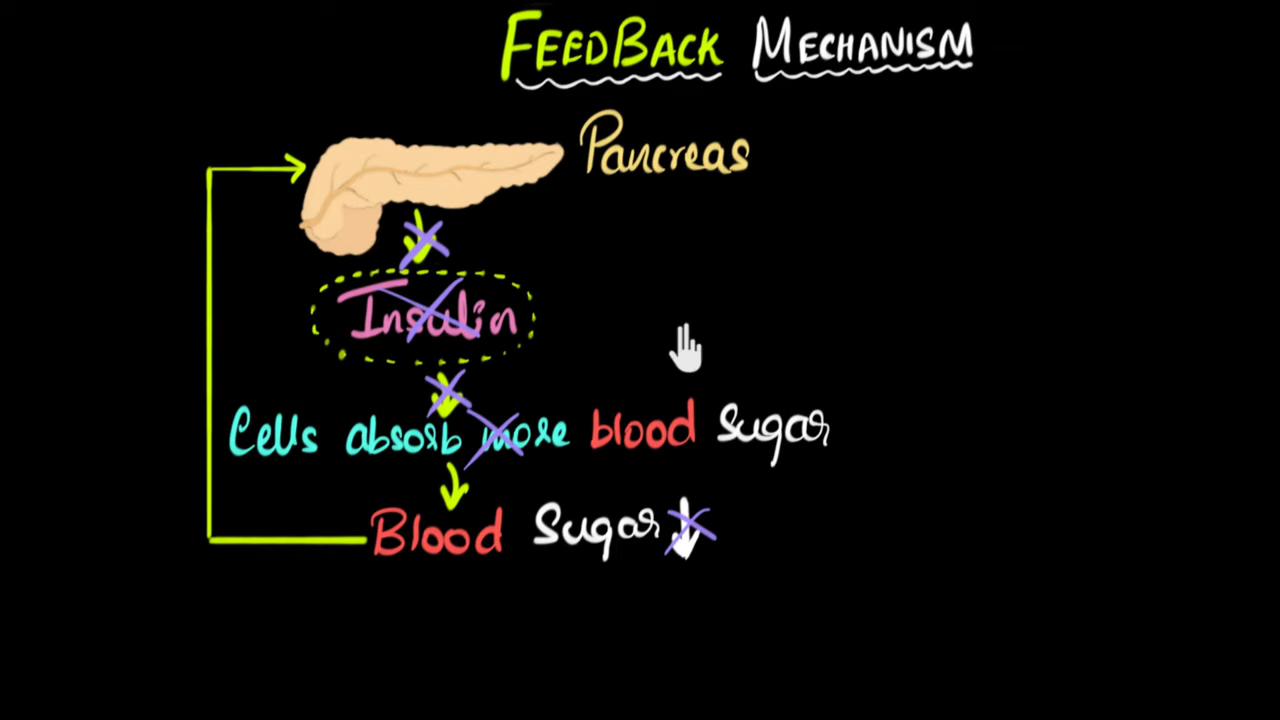 FEEDBACK MECHANISM
Pancreas
Insulin
Cells absorb more blood sugar
Blood Sugar